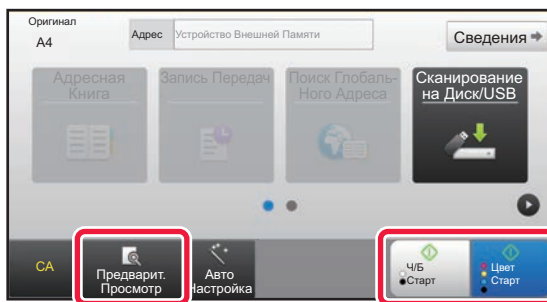 Оригинал
A4
Адрес
Устройство Внешней Памяти
Сведения
Адресная
Книга
Запись Передач
Поиск Глобаль-
Ного Адреса
Сканирование
на Диск/USB
CA
Предварит.
Просмотр
Авто
Настройка
Ч/Б
Старт
Цвет
Старт